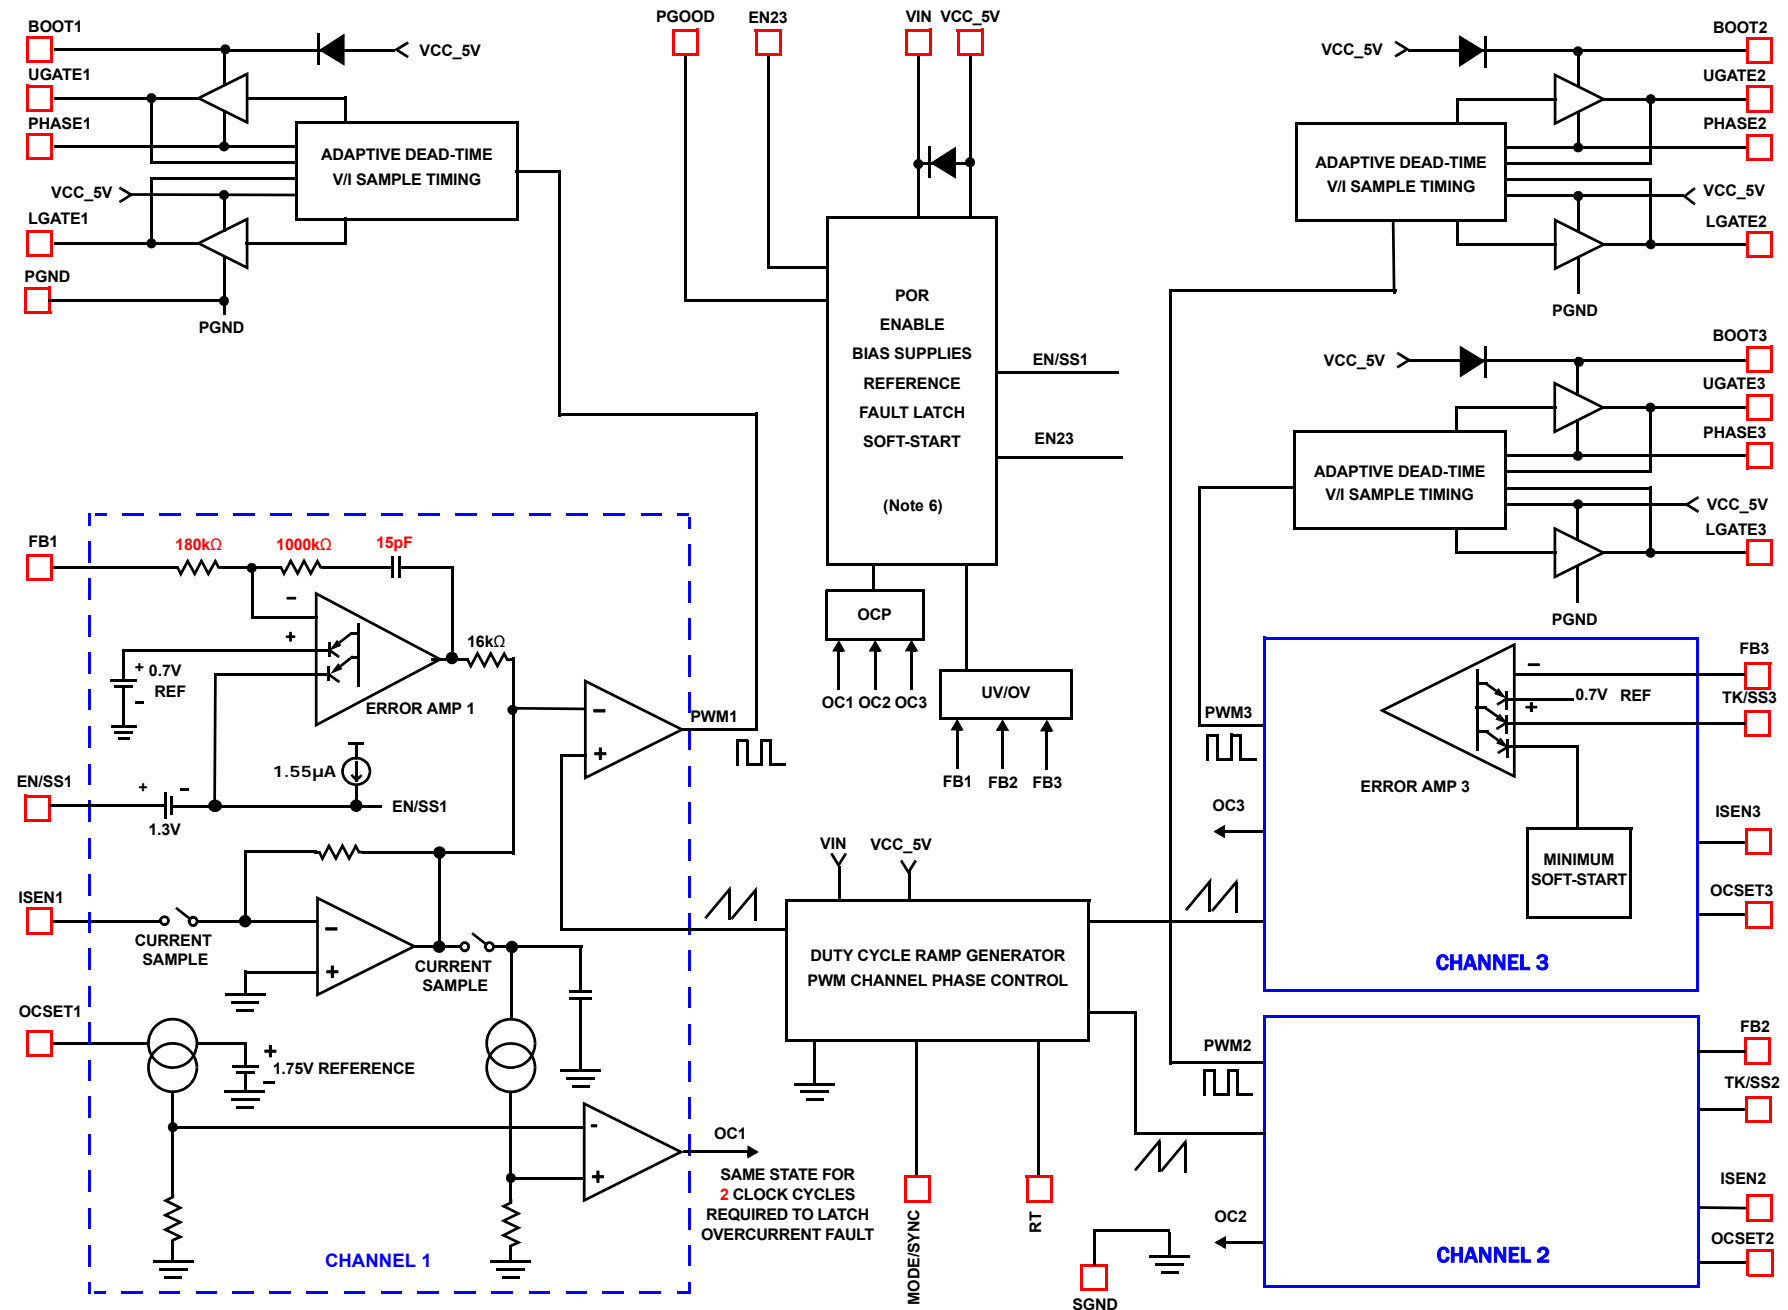 BOOT1
VCC_5V
UGATE1
PHASE1
ADAPTIVE DEAD-TIME
V/I SAMPLE TIMING
VCC_5V
LGATE1
PGND
PGND
PGOOD
EN23
VIN
VCC_5V
POR
ENABLE
BIAS SUPPLIES
REFERENCE
FAULT LATCH
SOFT-START
(Note 6)
EN/SS1
EN23
OCP
OC1 OC2 OC3
UV/OV
FB1 FB2 FB3
VCC_5V
BOOT2
UGATE2
PHASE2
ADAPTIVE DEAD-TIME
V/I SAMPLE TIMING
VCC_5V
LGATE2
PGND
VCC_5V
BOOT3
UGATE3
PHASE3
ADAPTIVE DEAD-TIME
V/I SAMPLE TIMING
VCC_5V
LGATE3
PGND
FB1
180kΩ
1000kΩ
15pF
−
+
16kΩ
+
0.7V
REF
−
ERROR AMP 1
1.55µA
EN/SS1
+
−
1.3V
EN/SS1
−
+
PWM1
ISEN1
CURRENT
SAMPLE
−
+
CURRENT
SAMPLE
OCSET1
+
1.75V REFERENCE
−
-
+
OC1
SAME STATE FOR
2 CLOCK CYCLES
REQUIRED TO LATCH
OVERCURRENT FAULT
CHANNEL 1
VIN
VCC_5V
DUTY CYCLE RAMP GENERATOR
PWM CHANNEL PHASE CONTROL
MODE/SYNC
RT
SGND
PWM3
−
0.7V REF
+
ERROR AMP 3
MINIMUM
SOFT-START
OC3
FB3
TK/SS3
ISEN3
OCSET3
CHANNEL 3
PWM2
OC2
FB2
TK/SS2
ISEN2
OCSET2
CHANNEL 2